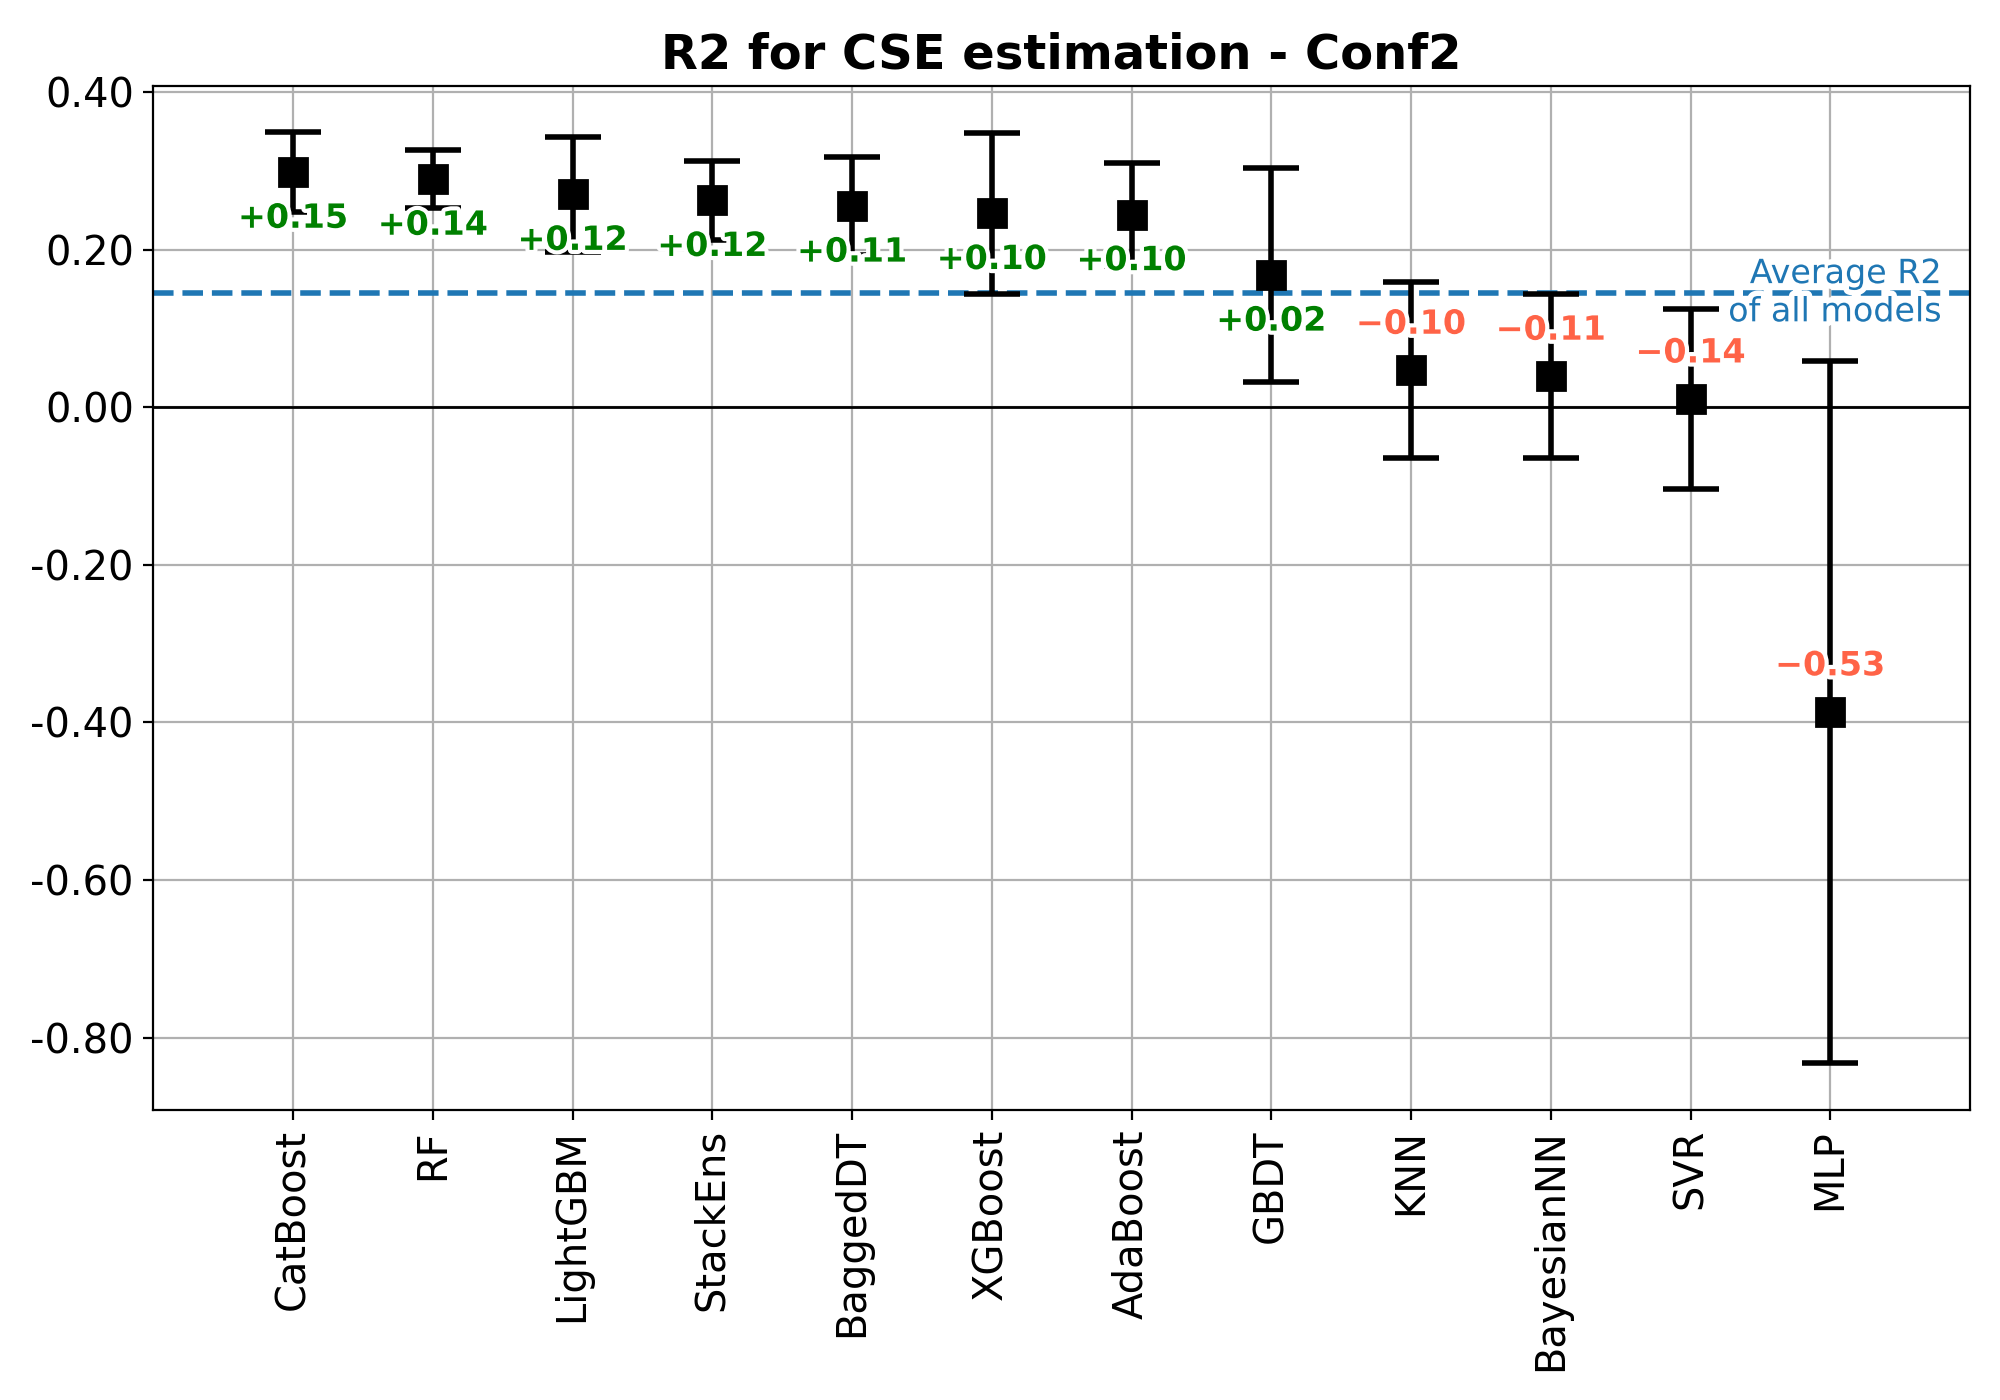 R2 for CSE estimation - Conf2
0.40
0.20
0.00
-0.20
-0.40
-0.60
-0.80
+0.15
+0.14
+0.12
+0.12
+0.11
+0.10
+0.10
+0.02
−0.10
−0.11
−0.14
−0.53
Average R2
of all models
CatBoost
RF
LightGBM
StackEns
BaggedDT
XGBoost
AdaBoost
GBDT
KNN
BayesianNN
SVR
MLP